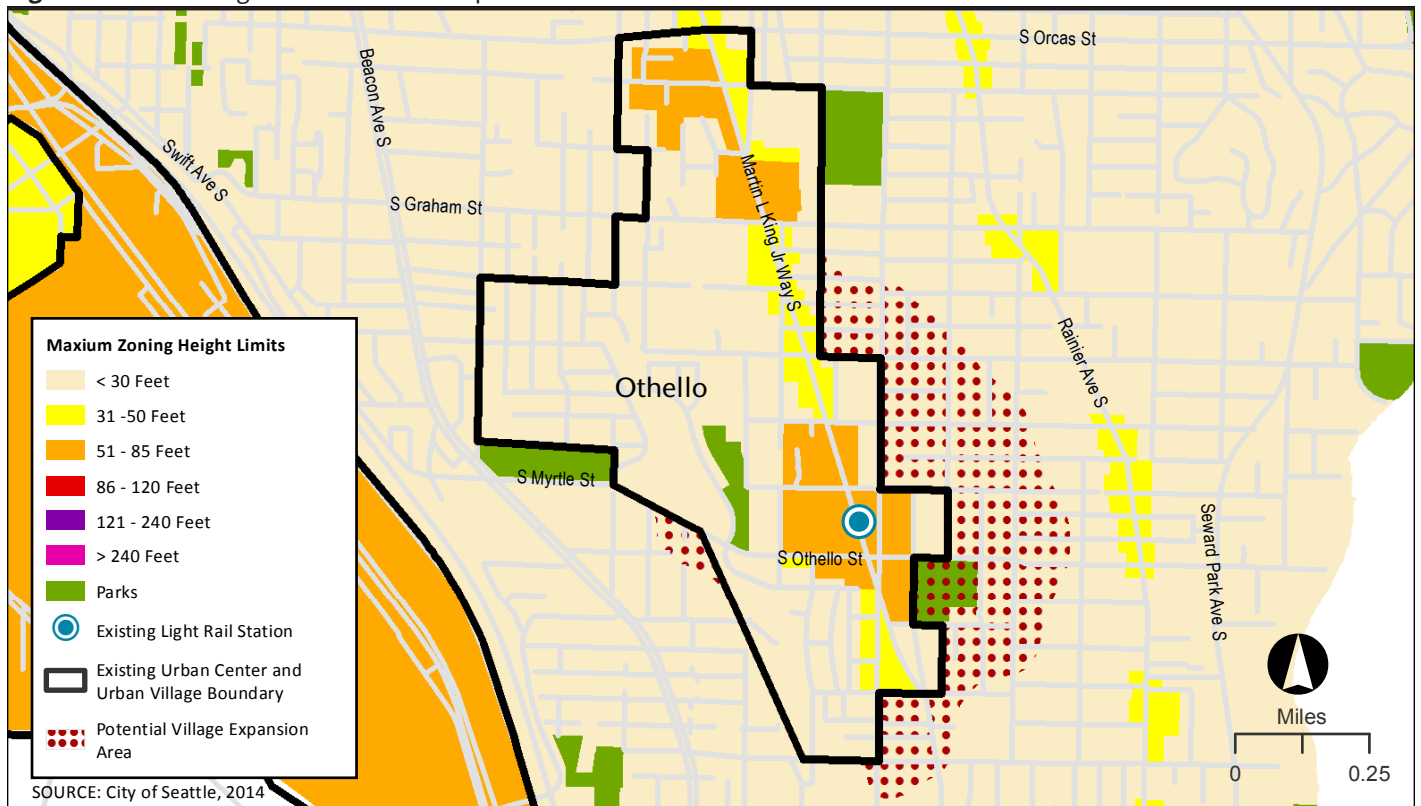 S Orcas St
Beacon Ave S
Swift Ave S
Martin L King Jr Way S
S Graham St
Rainier Ave S
Othello
S Myrtle St
S Othello St
Seward Park Ave S
Maxium Zoning Height Limits
< 30 Feet
31 -50 Feet
51 - 85 Feet
86 - 120 Feet
121 - 240 Feet
> 240 Feet
Parks
Existing Light Rail Station
Existing Urban Center and
Urban Village Boundary
Potential Village Expansion
Area
SOURCE: City of Seattle, 2014
Miles
0
0.25